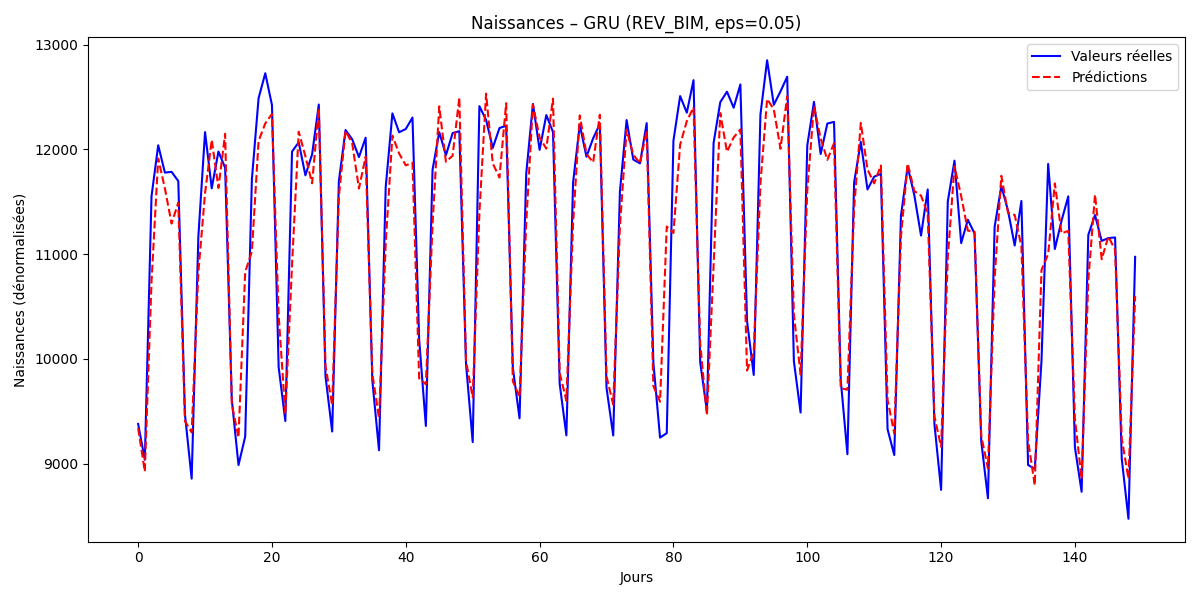 Naissances – GRU (REV_BIM, eps=0.05)
Valeurs réelles
Prédictions
Naissances (dénormalisées)
13000
12000
11000
10000
9000
0 20 40 60 80 100 120 140
Jours